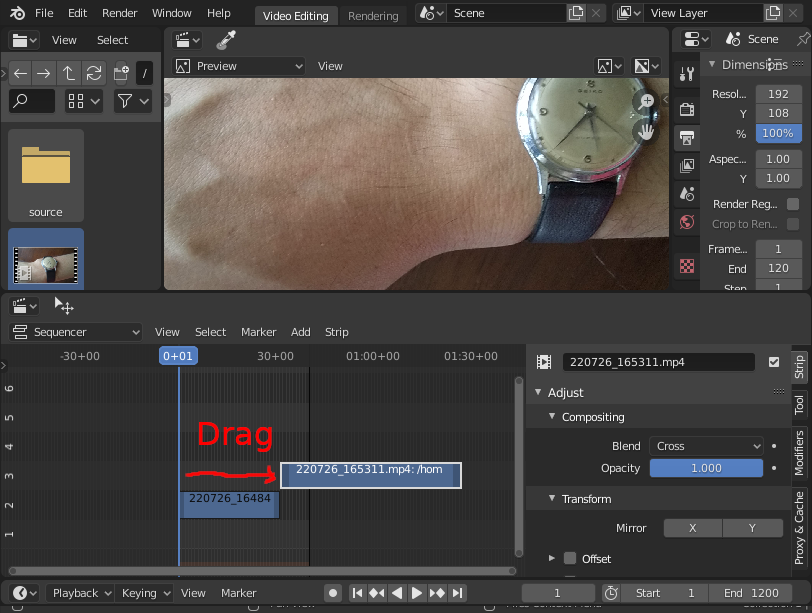 File Edit Render Window Help Video Editing Rendering Scene View Layer
View Select
Scene
Preview View
Dimensions
/
Resol... 192
Y 108
% 100%
source
Aspec... 1.00
Y 1.00
Render Reg...
Crop to Ren...
Frame... 1
End 120
Step 1
SEIKO
Sequencer View Select Marker Add Strip
-30+00 0+01 30+00 01:00+00 01:30+00
220726_165311.mp4
Strip
Tool
Modifiers
Proxy & Cache
Adjust
Compositing
Blend Cross
Opacity 1.000
Transform
Mirror X Y
Offset
6
5
4
3
2
1
Drag
220726_165311.mp4: /hom
220726_16484
Playback Keying View Marker 1 Start 1 End 1200